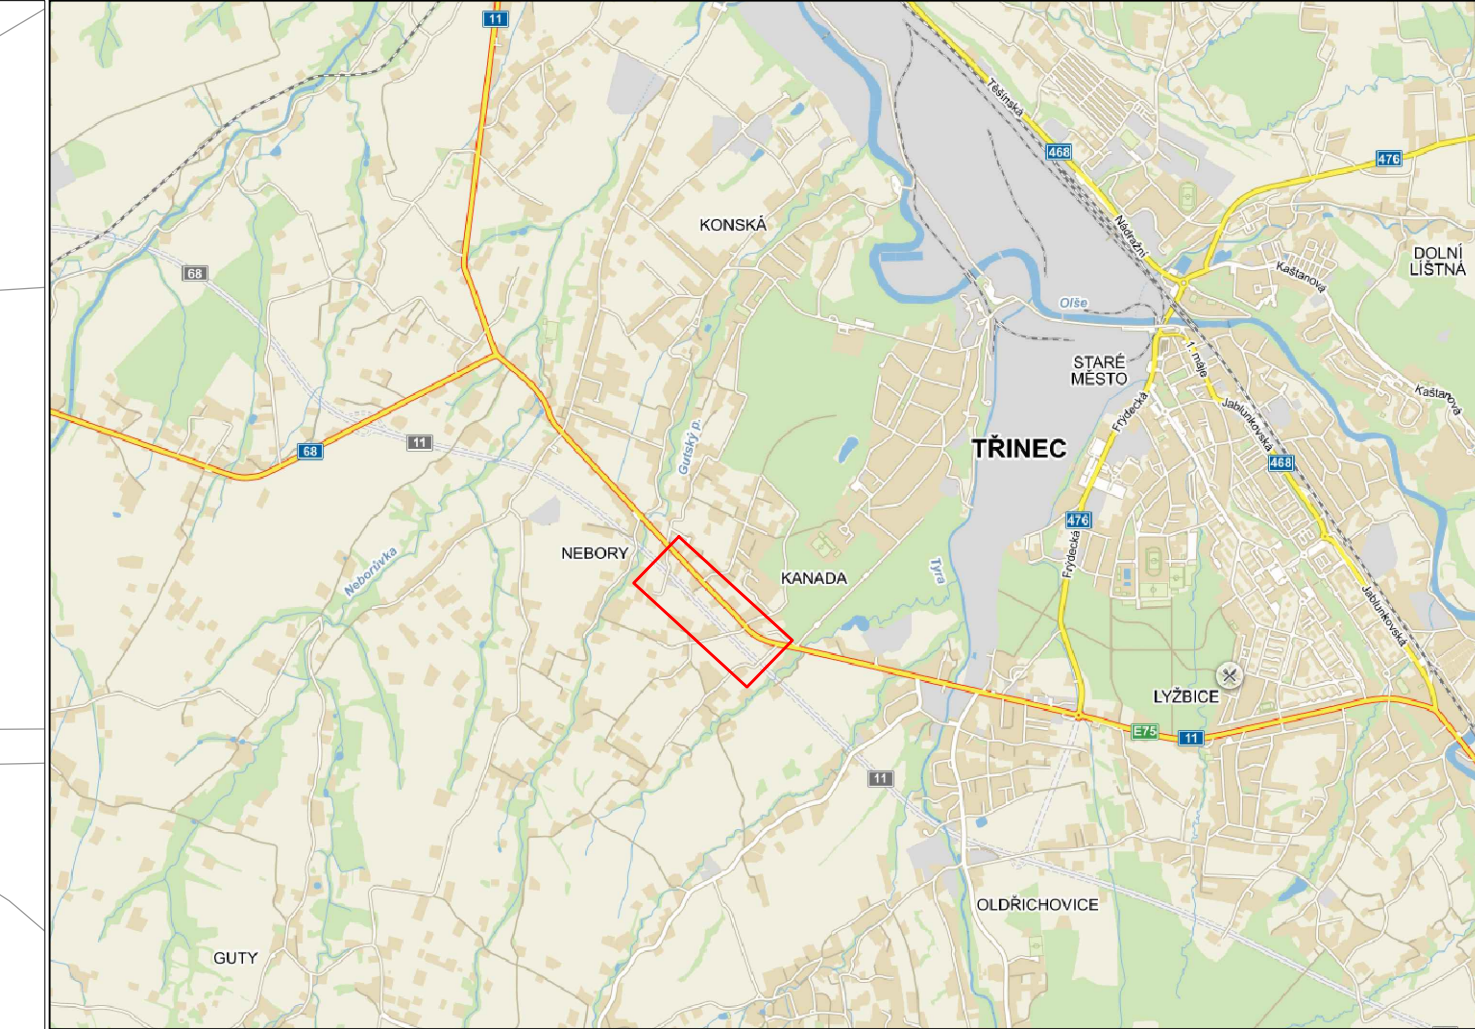 11
Těšínská
468
476
KONSKÁ
Nádražní
DOLNÍ
LÍŠTNÁ
68
Kaštanová
Olše
STARÉ
MĚSTO
1. máje
Kaštanová
Frýdecká
Jablunkovská
11
68
Gutský p.
TŘINEC
468
476
NEBORY
Neborůvka
KANADA
Tyra
Frýdecká
Jablunkovská
LYŽBICE
E75
11
11
OLDŘICHOVICE
GUTY